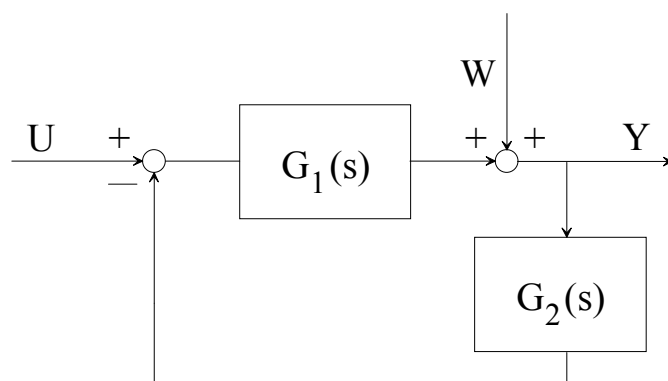 W
U + + + Y
—
G₁(s)
G₂(s)